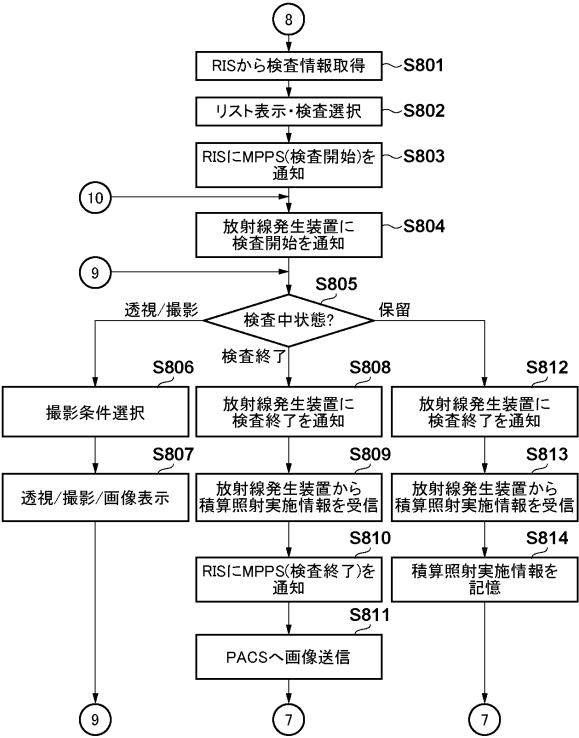 8
RISから検査情報取得
S801
リスト表示・検査選択
S802
RISにMPPS(検査開始)を
通知
S803
10
放射線発生装置に
検査開始を通知
S804
9
S805
検査中状態?
透視/撮影
検査終了
保留
S806
撮影条件選択
S807
透視/撮影/画像表示
9
S808
放射線発生装置に
検査終了を通知
S809
放射線発生装置から
積算照射実施情報を受信
S810
RISにMPPS(検査終了)を
通知
S811
PACSへ画像送信
7
S812
放射線発生装置に
検査終了を通知
S813
放射線発生装置から
積算照射実施情報を受信
S814
積算照射実施情報を
記憶
7